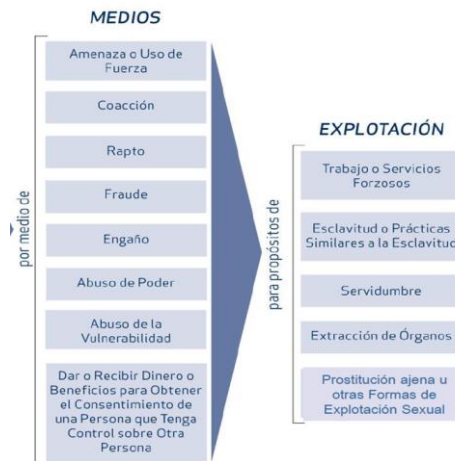 MEDIOS
por medio de
Amenaza o Uso de
Fuerza
Coacción
Rapto
Fraude
Engaño
Abuso de Poder
Abuso de la
Vulnerabilidad
Dar o Recibir Dinero o
Beneficios para Obtener
el Consentimiento de
una Persona que Tenga
Control sobre Otra
Persona
para propósitos de
EXPLOTACIÓN
Trabajo o Servicios
Forzosos
Esclavitud o Prácticas
Similares a la Esclavitud
Servidumbre
Extracción de Órganos
Prostitución ajena u
otras Formas de
Explotación Sexual